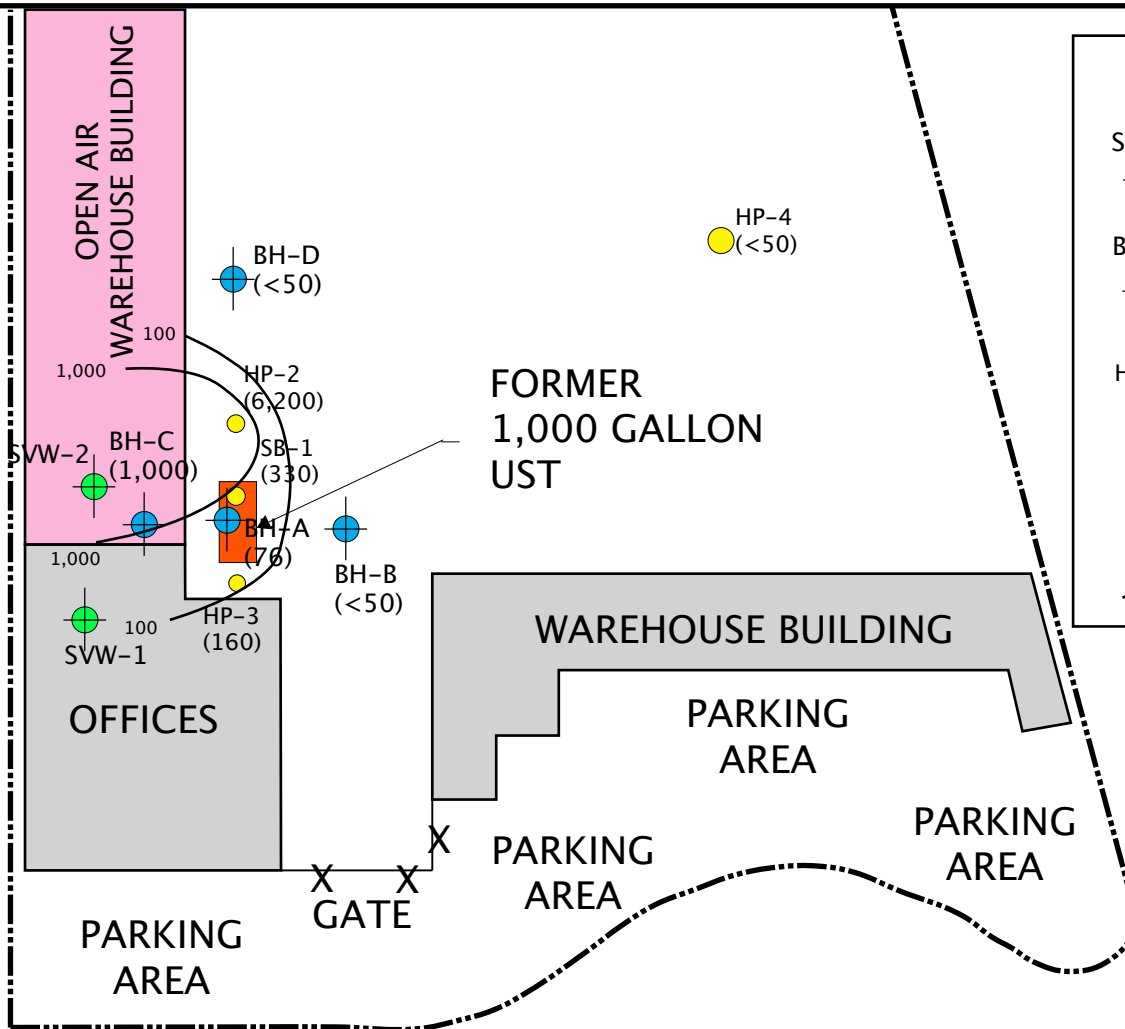 OPEN AIR
WAREHOUSE BUILDING
S
B
H
HP-4
(<50)
BH-D
(<50)
100
1,000
HP-2
(6,200)
FORMER
1,000 GALLON
UST
SVW-2
BH-C
(1,000)
SB-1
(330)
BH-A
(76)
1,000
BH-B
(<50)
HP-3
(160)
100
SVW-1
OFFICES
WAREHOUSE BUILDING
PARKING
AREA
PARKING
AREA
PARKING
AREA
X
X
X
GATE
PARKING
AREA